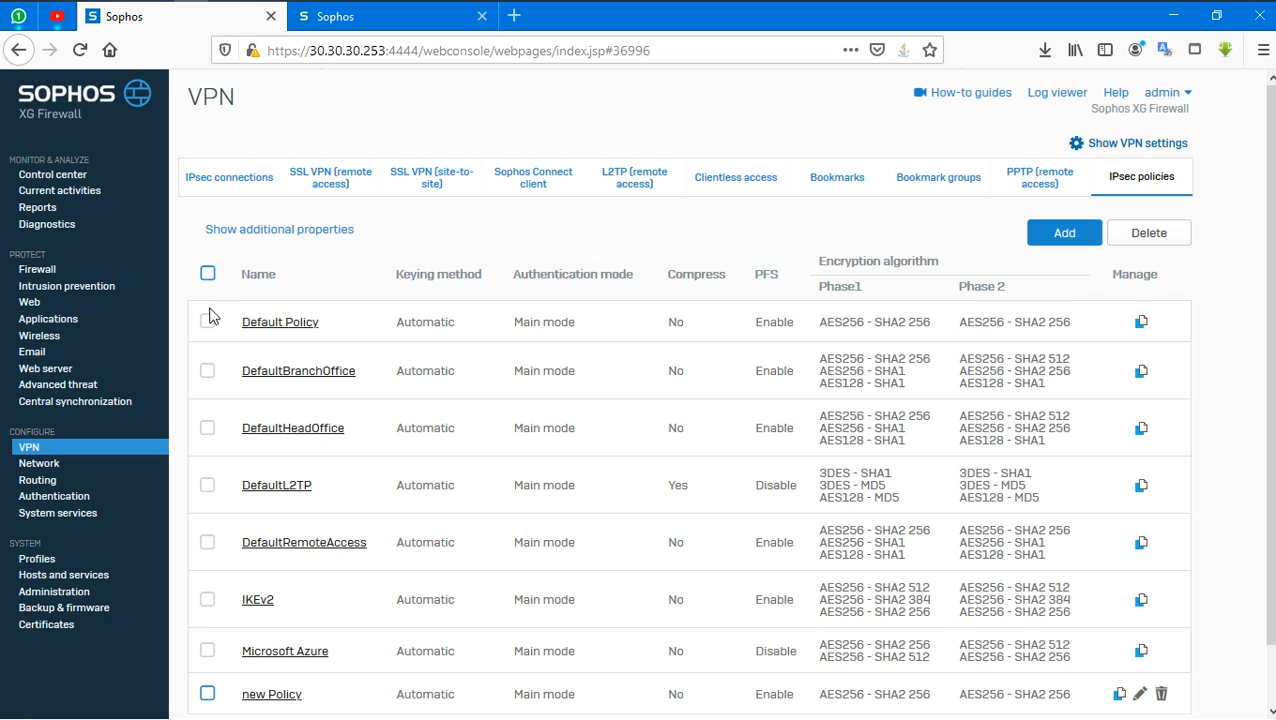 Sophos
Sophos
https://30.30.30.253:4444/webconsole/webpages/index.jsp#36996
SOPHOS
XG Firewall
VPN
How-to guides Log viewer Help admin
Sophos XG Firewall
Show VPN settings
MONITOR & ANALYZE
Control center
Current activities
Reports
Diagnostics
PROTECT
Firewall
Intrusion prevention
Web
Applications
Wireless
Email
Web server
Advanced threat
Central synchronization
CONFIGURE
VPN
Network
Routing
Authentication
System services
SYSTEM
Profiles
Hosts and services
Administration
Backup & firmware
Certificates
IPsec connections
SSL VPN (remote
access)
SSL VPN (site-to-
site)
Sophos Connect
client
L2TP (remote
access)
Clientless access
Bookmarks
Bookmark groups
PPTP (remote
access)
IPsec policies
Show additional properties
Add
Delete
Name Keying method Authentication mode Compress PFS Encryption algorithm Manage
Phase1 Phase 2
Default Policy Automatic Main mode No Enable AES256 - SHA2 256 AES256 - SHA2 256
AES256 - SHA2 256 AES256 - SHA2 512
DefaultBranchOffice Automatic Main mode No Enable AES256 - SHA1 AES256 - SHA2 256
AES128 - SHA1 AES128 - SHA1
AES256 - SHA2 256 AES256 - SHA2 512
DefaultHeadOffice Automatic Main mode No Enable AES256 - SHA1 AES256 - SHA2 256
AES128 - SHA1 AES128 - SHA1
3DES - SHA1 3DES - SHA1
DefaultL2TP Automatic Main mode Yes Disable 3DES - MD5 3DES - MD5
AES128 - MD5 AES128 - MD5
AES256 - SHA2 256 AES256 - SHA2 256
DefaultRemoteAccess Automatic Main mode No Enable AES256 - SHA1 AES256 - SHA1
AES128 - SHA1 AES128 - SHA1
AES256 - SHA2 512 AES256 - SHA2 512
IKEv2 Automatic Main mode No Enable AES256 - SHA2 384 AES256 - SHA2 384
AES256 - SHA2 256 AES256 - SHA2 256
AES256 - SHA2 256 AES256 - SHA2 512
Microsoft Azure Automatic Main mode No Disable
AES256 - SHA2 512 AES256 - SHA2 256
new Policy Automatic Main mode No Enable AES256 - SHA2 256 AES256 - SHA2 256